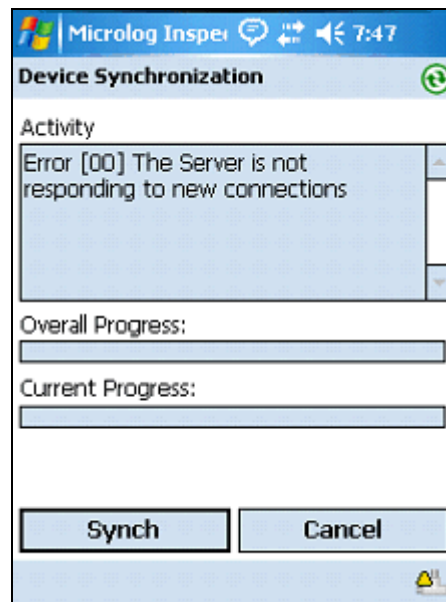 Microlog Inspe 7:47
Device Synchronization
Activity
Error [00] The Server is not
responding to new connections
Overall Progress:
Current Progress:
Synch Cancel